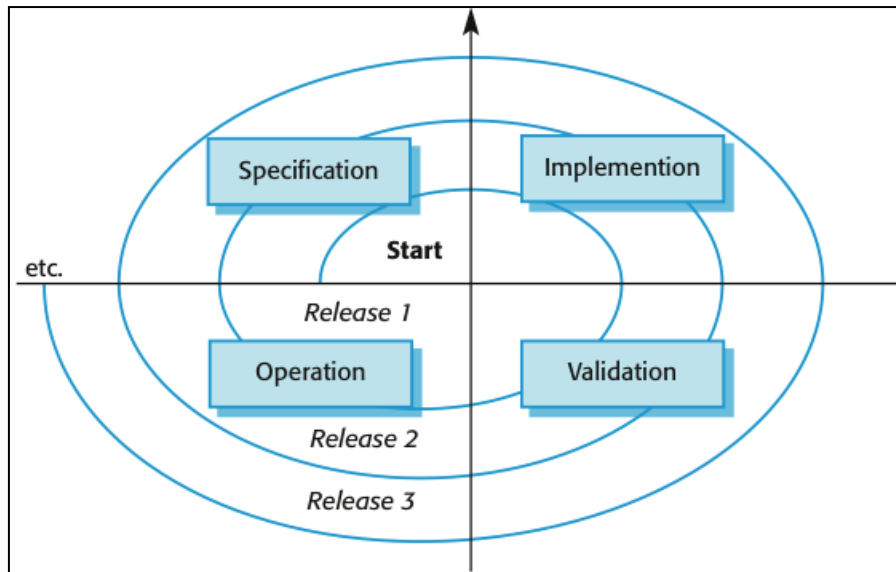 Specification
Implemention
Start
etc.
Release 1
Operation
Validation
Release 2
Release 3